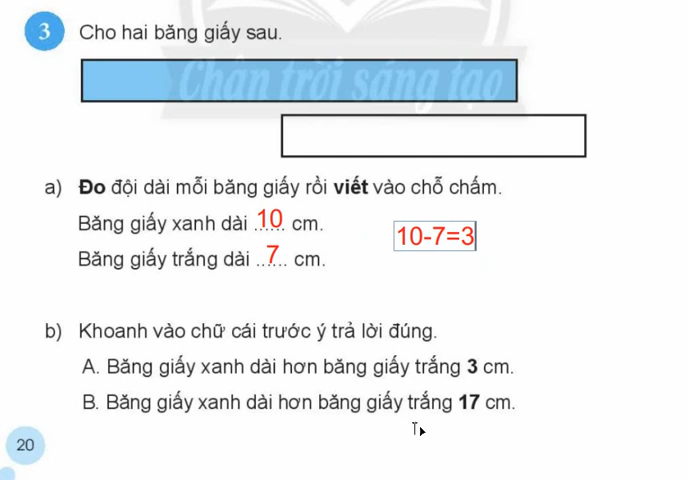 3 Cho hai băng giấy sau.
Chân trời sáng tạo
a) Đo đội dài mỗi băng giấy rồi viết vào chỗ chấm.
Băng giấy xanh dài 10 cm.
10-7=3
Băng giấy trắng dài ..7... cm.
b) Khoanh vào chữ cái trước ý trả lời đúng.
A. Băng giấy xanh dài hơn băng giấy trắng 3 cm.
B. Băng giấy xanh dài hơn băng giấy trắng 17 cm.
20